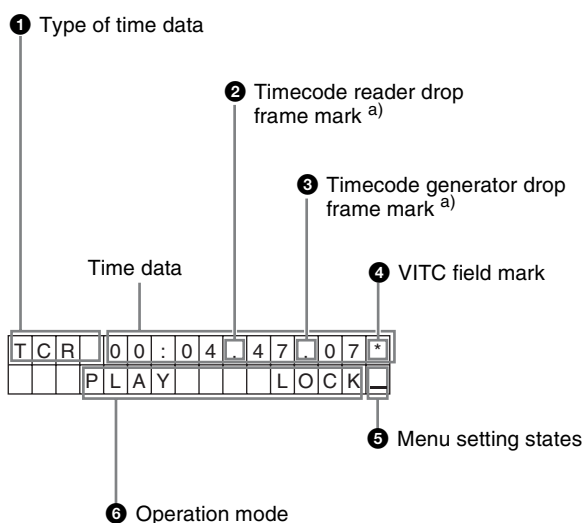 ❶ Type of time data
❷ Timecode reader drop
frame mark a)
❸ Timecode generator drop
frame mark a)
Time data
❹ VITC field mark
T C R 0 0 : 0 4 . 4 7 . 0 7 *
P L A Y L O C K _
❺ Menu setting states
❻ Operation mode